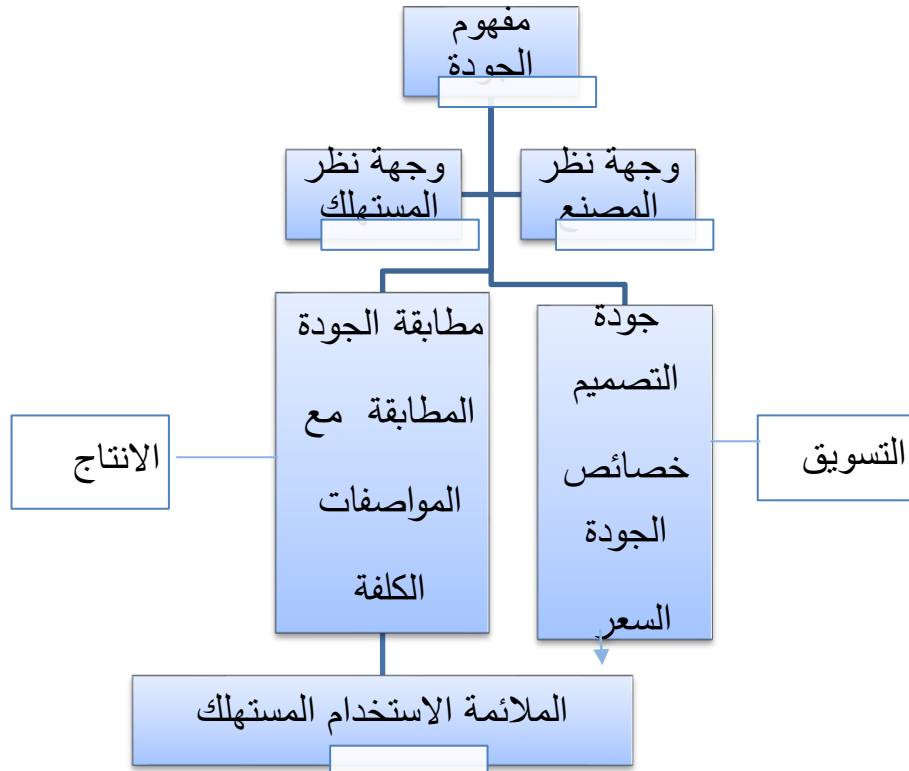 مفهوم
الجودة
وجهة نظر
المصنع
وجهة نظر
المستهلك
جودة
التصميم
خصائص
الجودة
السعر
مطابقة الجودة
المطابقة مع
المواصفات
الكلفة
التسويق
الانتاج
الملائمة الاستخدام المستهلك